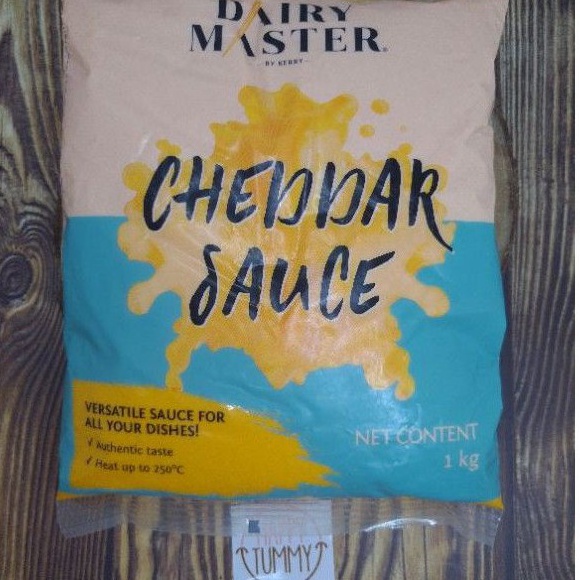 DAIRY
MASTER®
- BY KERRY -
CHEDDAR
SAUCE
VERSATILE SAUCE FOR
ALL YOUR DISHES!
✓ Authentic taste
✓ Heat up to 250°C
NET CONTENT
1 kg
TUMMY